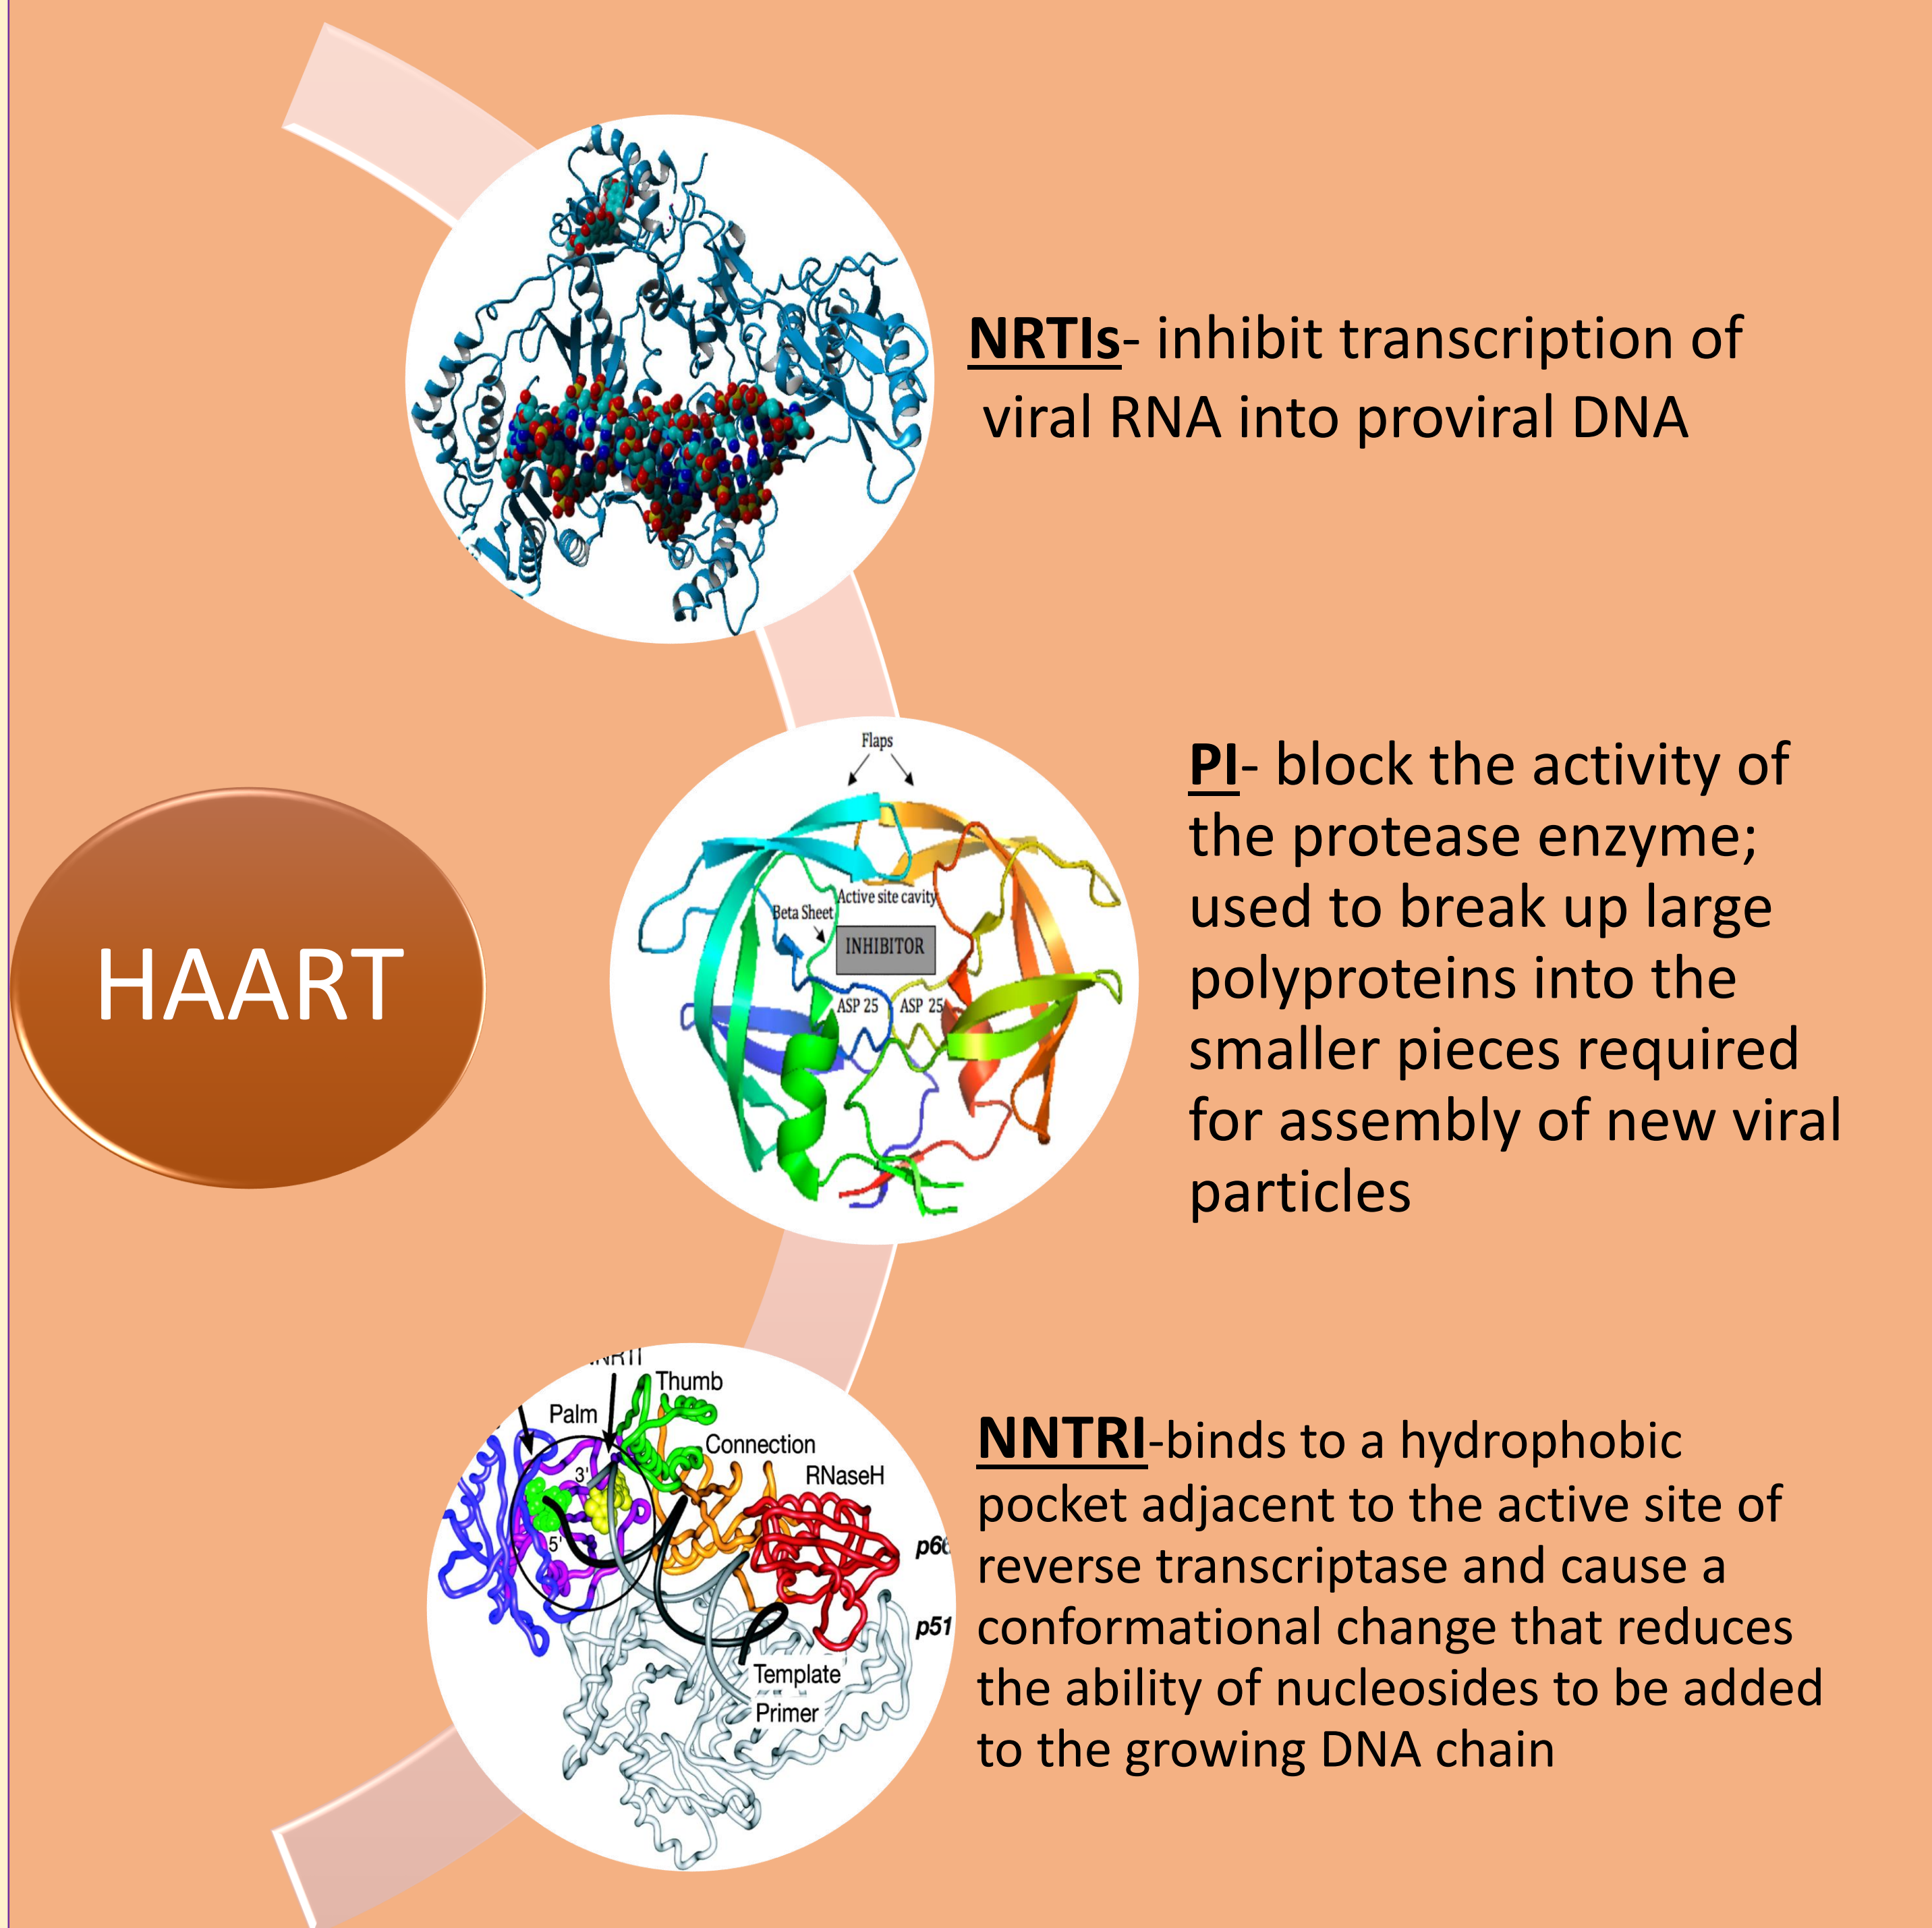 NRTIs- inhibit transcription of
viral RNA into proviral DNA
HAART
Flaps
Active site cavity
Beta Sheet
INHIBITOR
ASP 25
ASP 25
PI- block the activity of
the protease enzyme;
used to break up large
polyproteins into the
smaller pieces required
for assembly of new viral
particles
Thumb
Palm
Connection
RNaseH
3'
5'
p51
Template
Primer
NNTRI-binds to a hydrophobic
pocket adjacent to the active site of
reverse transcriptase and cause a
conformational change that reduces
the ability of nucleosides to be added
to the growing DNA chain